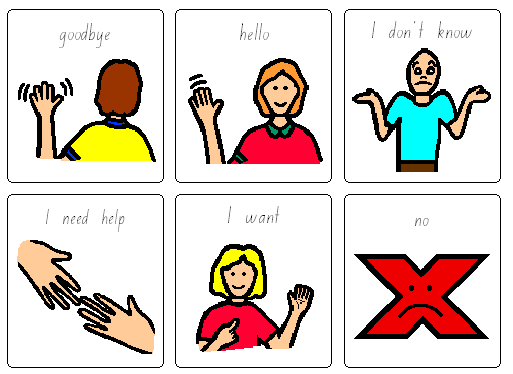 goodbye
hello
I don't know
I need help
I want
no